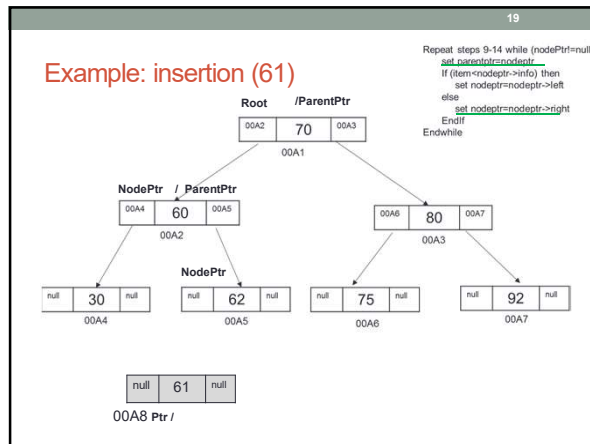 19
Repeat steps 9-14 while (nodePtr!=null
set parentptr=nodeptr
If (item<nodeptr->info) then
set nodeptr=nodeptr->left
else
set nodeptr=nodeptr->right
EndIf
Endwhile
Example: insertion (61)
Root /ParentPtr
00A2 70 00A3
00A1
NodePtr / ParentPtr
00A4 60 00A5
00A2
00A6 80 00A7
00A3
NodePtr
null 30 null
00A4
null 62 null
00A5
null 75 null
00A6
null 92 null
00A7
null 61 null
00A8 Ptr /